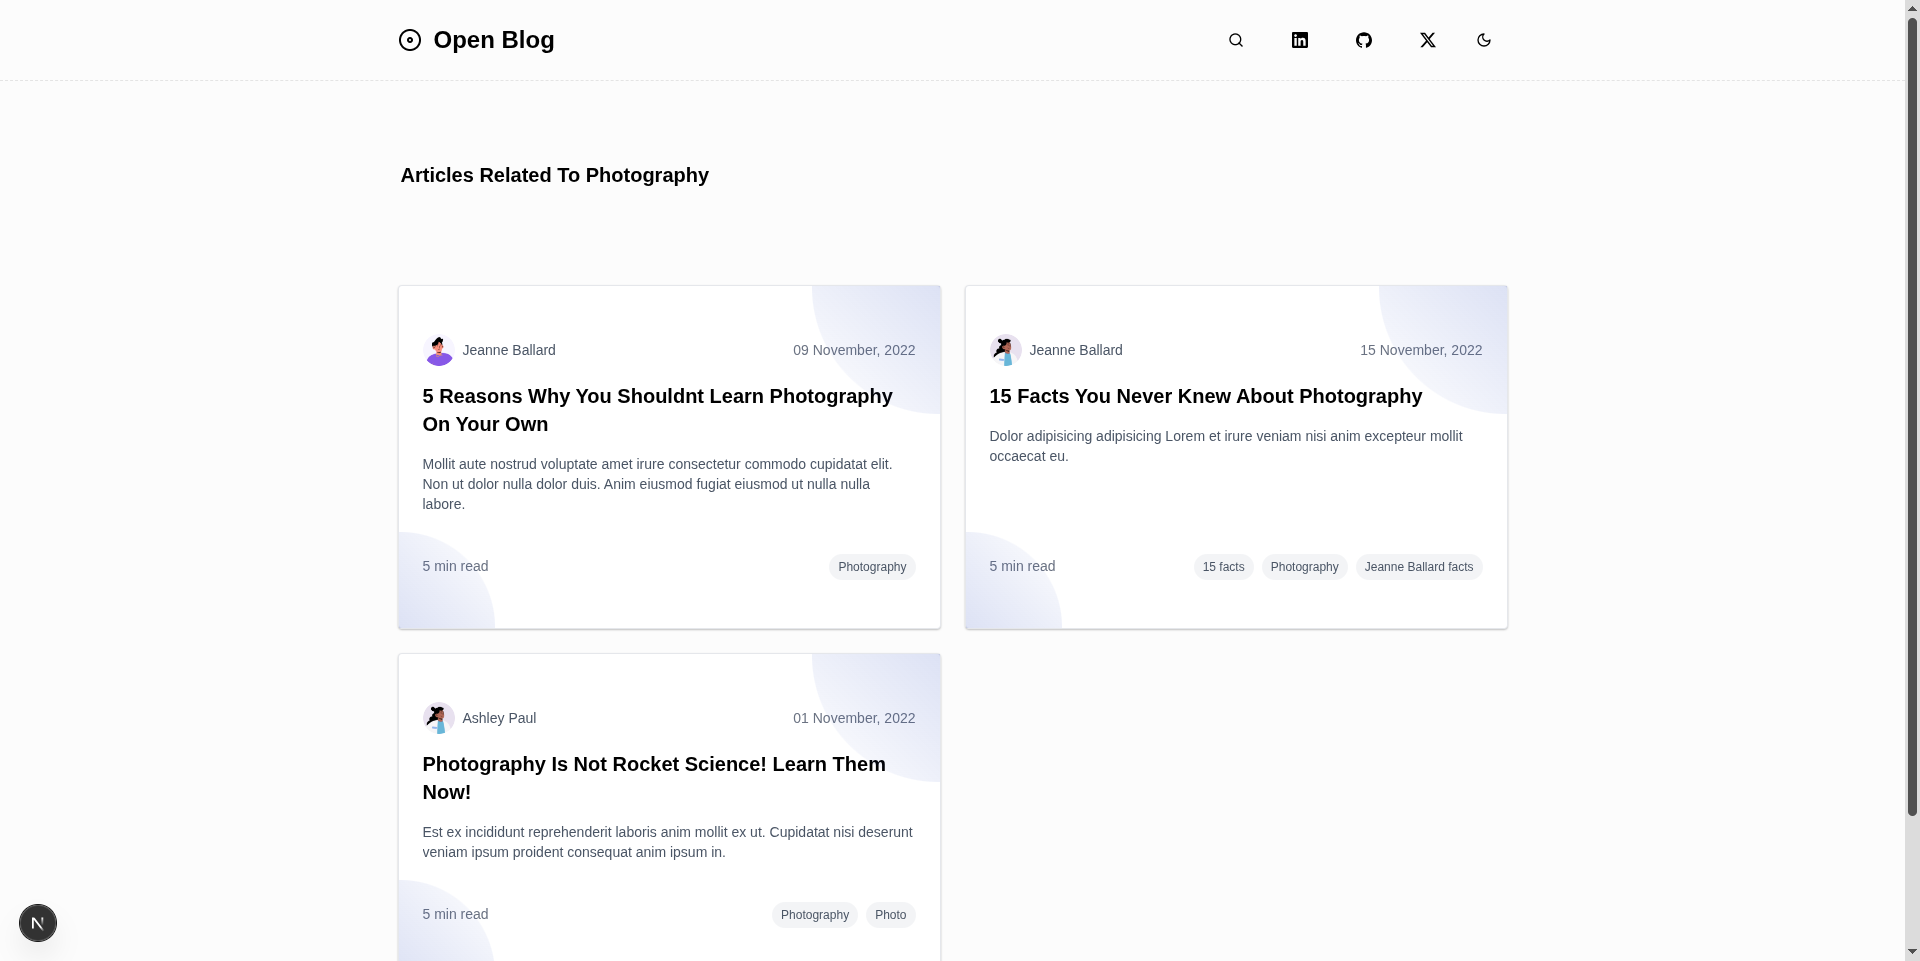 Open Blog
Articles Related To Photography
Jeanne Ballard
09 November, 2022
5 Reasons Why You Shouldnt Learn Photography
On Your Own
Mollit aute nostrud voluptate amet irure consectetur commodo cupidatat elit.
Non ut dolor nulla dolor duis. Anim eiusmod fugiat eiusmod ut nulla nulla
labore.
5 min read
Photography
Jeanne Ballard
15 November, 2022
15 Facts You Never Knew About Photography
Dolor adipisicing adipisicing Lorem et irure veniam nisi anim excepteur mollit
occaecat eu.
5 min read
15 facts
Photography
Jeanne Ballard facts
Ashley Paul
01 November, 2022
Photography Is Not Rocket Science! Learn Them
Now!
Est ex incididunt reprehenderit laboris anim mollit ex ut. Cupidatat nisi deserunt
veniam ipsum proident consequat anim ipsum in.
5 min read
Photography
Photo